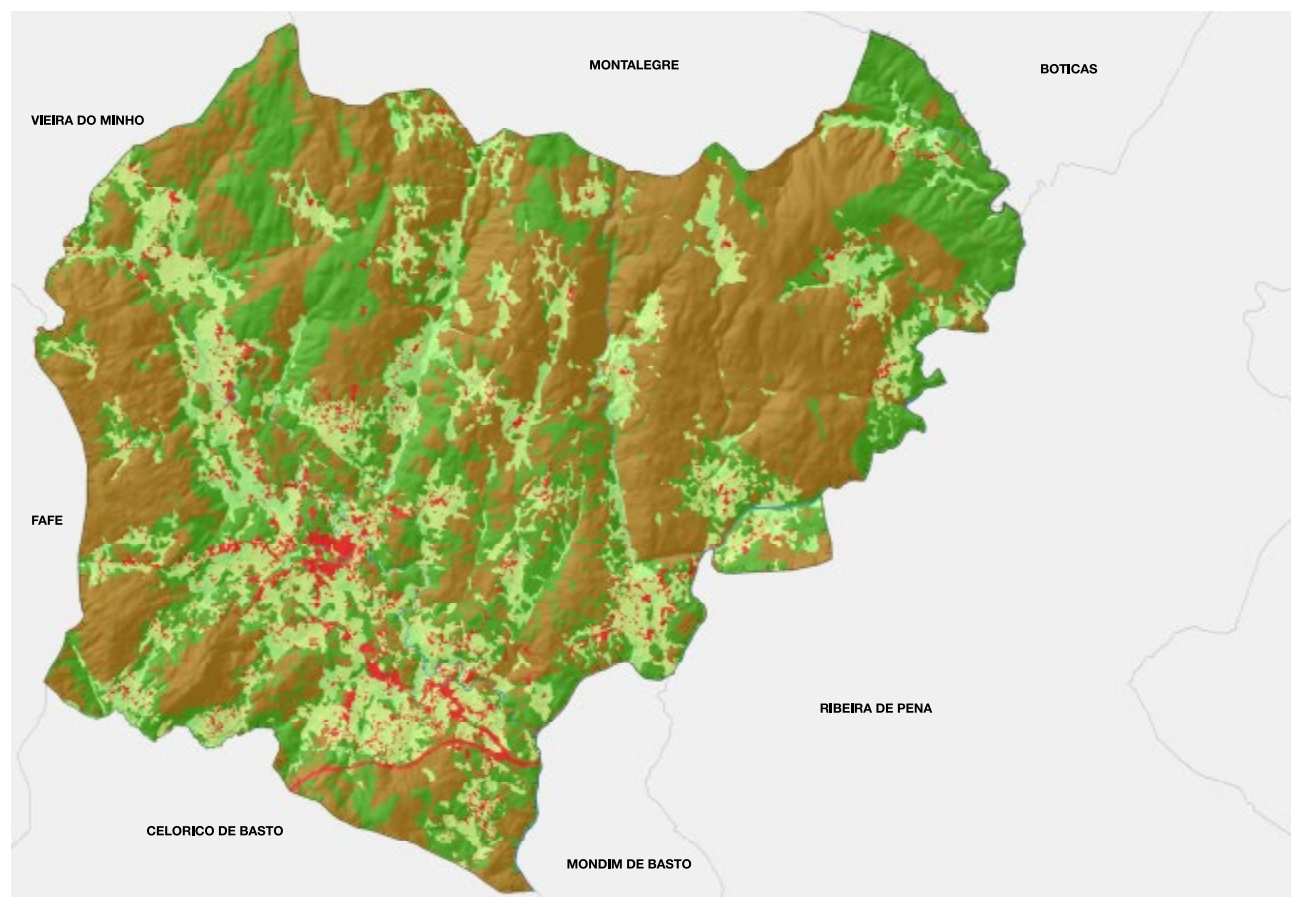 MONTALEGRE
BOTICAS
VIEIRA DO MINHO
FAFE
RIBEIRA DE PENA
CELORICO DE BASTO
MONDIM DE BASTO